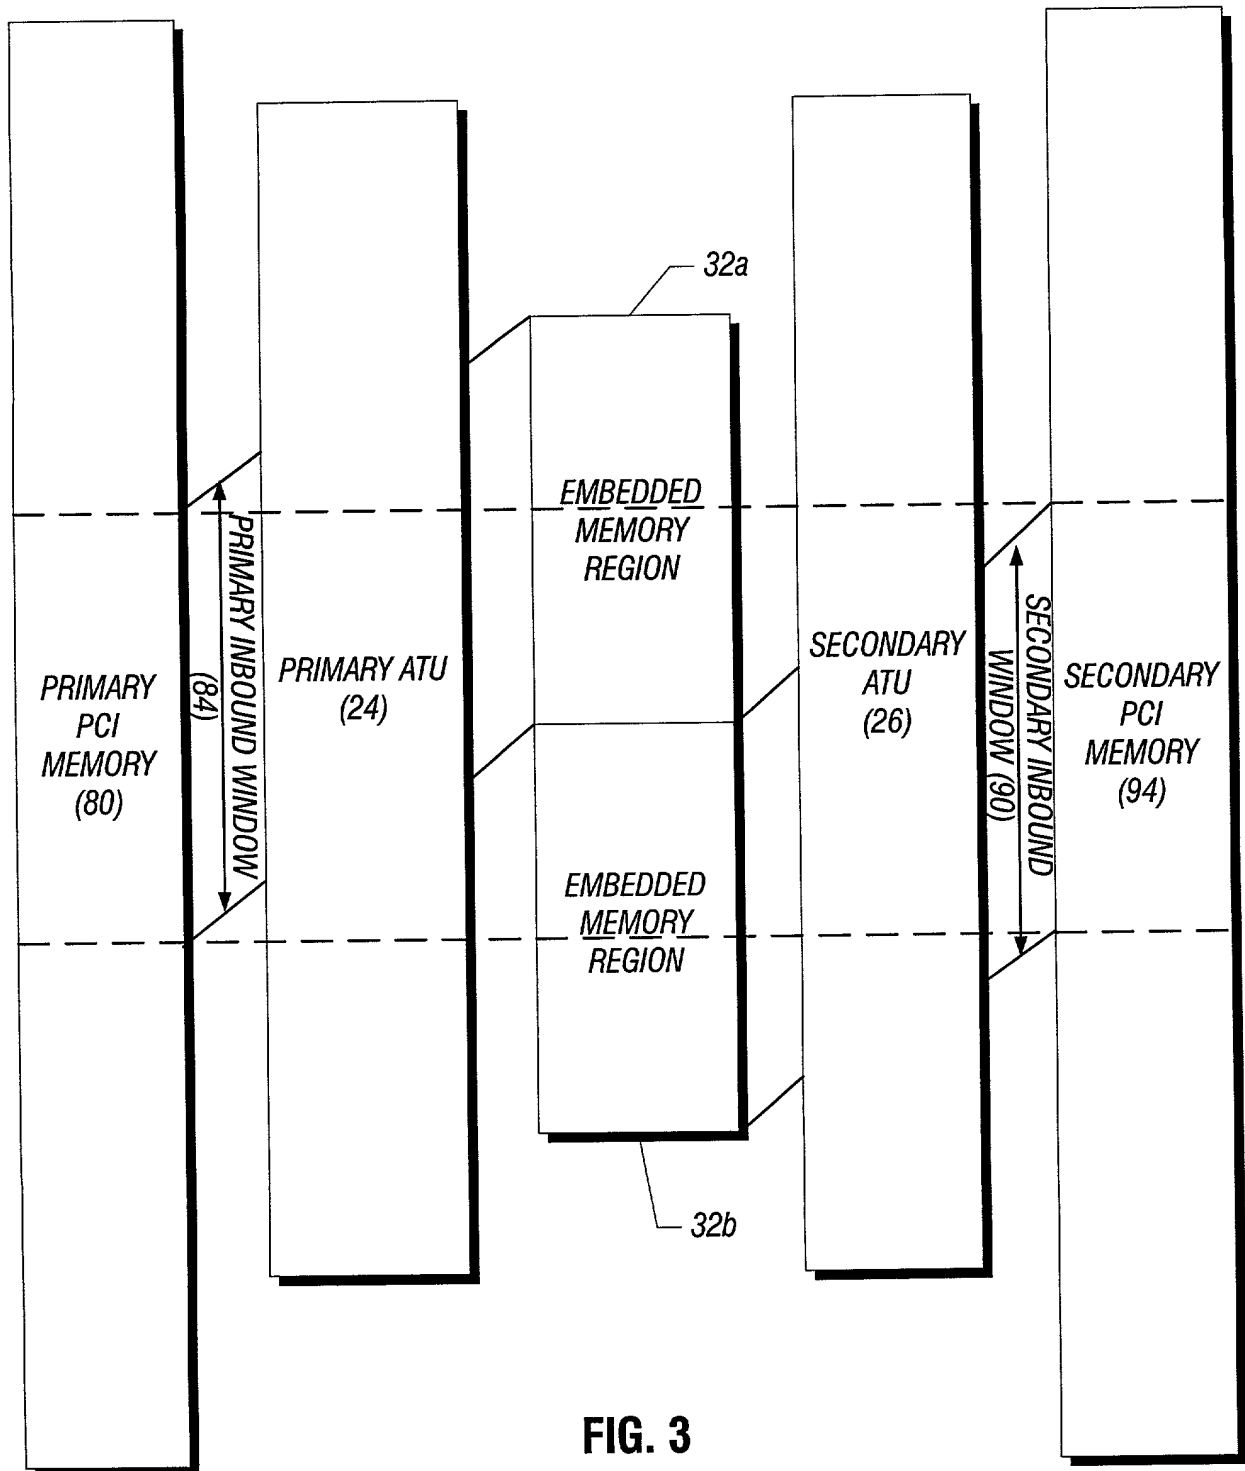 32a
EMBEDDED
MEMORY
REGION
PRIMARY INBOUND WINDOW
(84)
PRIMARY
PCI
MEMORY
(80)
PRIMARY ATU
(24)
SECONDARY
ATU
(26)
SECONDARY INBOUND
WINDOW (90)
SECONDARY
PCI
MEMORY
(94)
EMBEDDED
MEMORY
REGION
32b
FIG. 3